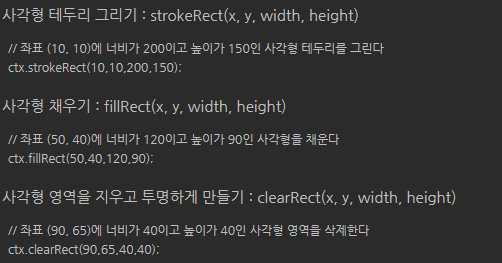 사각형 테두리 그리기 : strokeRect(x, y, width, height)
// 좌표 (10, 10)에 너비가 200이고 높이가 150인 사각형 테두리를 그린다
ctx.strokeRect(10,10,200,150);
사각형 채우기 : fillRect(x, y, width, height)
// 좌표 (50, 40)에 너비가 120이고 높이가 90인 사각형을 채운다
ctx.fillRect(50,40,120,90);
사각형 영역을 지우고 투명하게 만들기 : clearRect(x, y, width, height)
// 좌표 (90, 65)에 너비가 40이고 높이가 40인 사각형 영역을 삭제한다
ctx.clearRect(90,65,40,40);